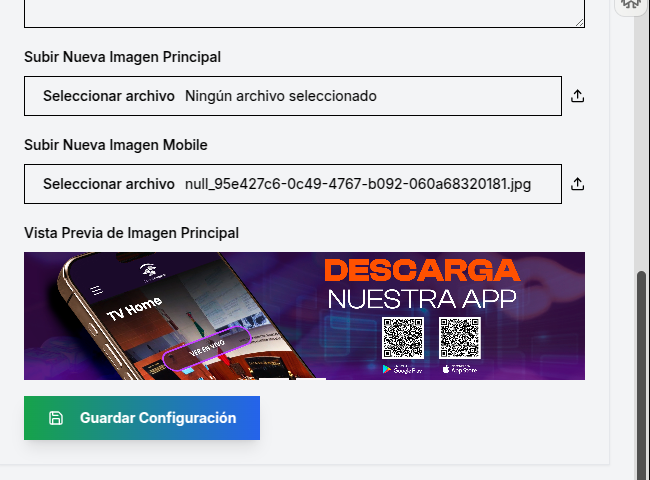 Subir Nueva Imagen Principal
Seleccionar archivo Ningún archivo seleccionado
Subir Nueva Imagen Mobile
Seleccionar archivo null_95e427c6-0c49-4767-b092-060a68320181.jpg
Vista Previa de Imagen Principal
DESCARGA
NUESTRA APP
TV Home
VER EN VIVO
Google Play
App Store
Guardar Configuración